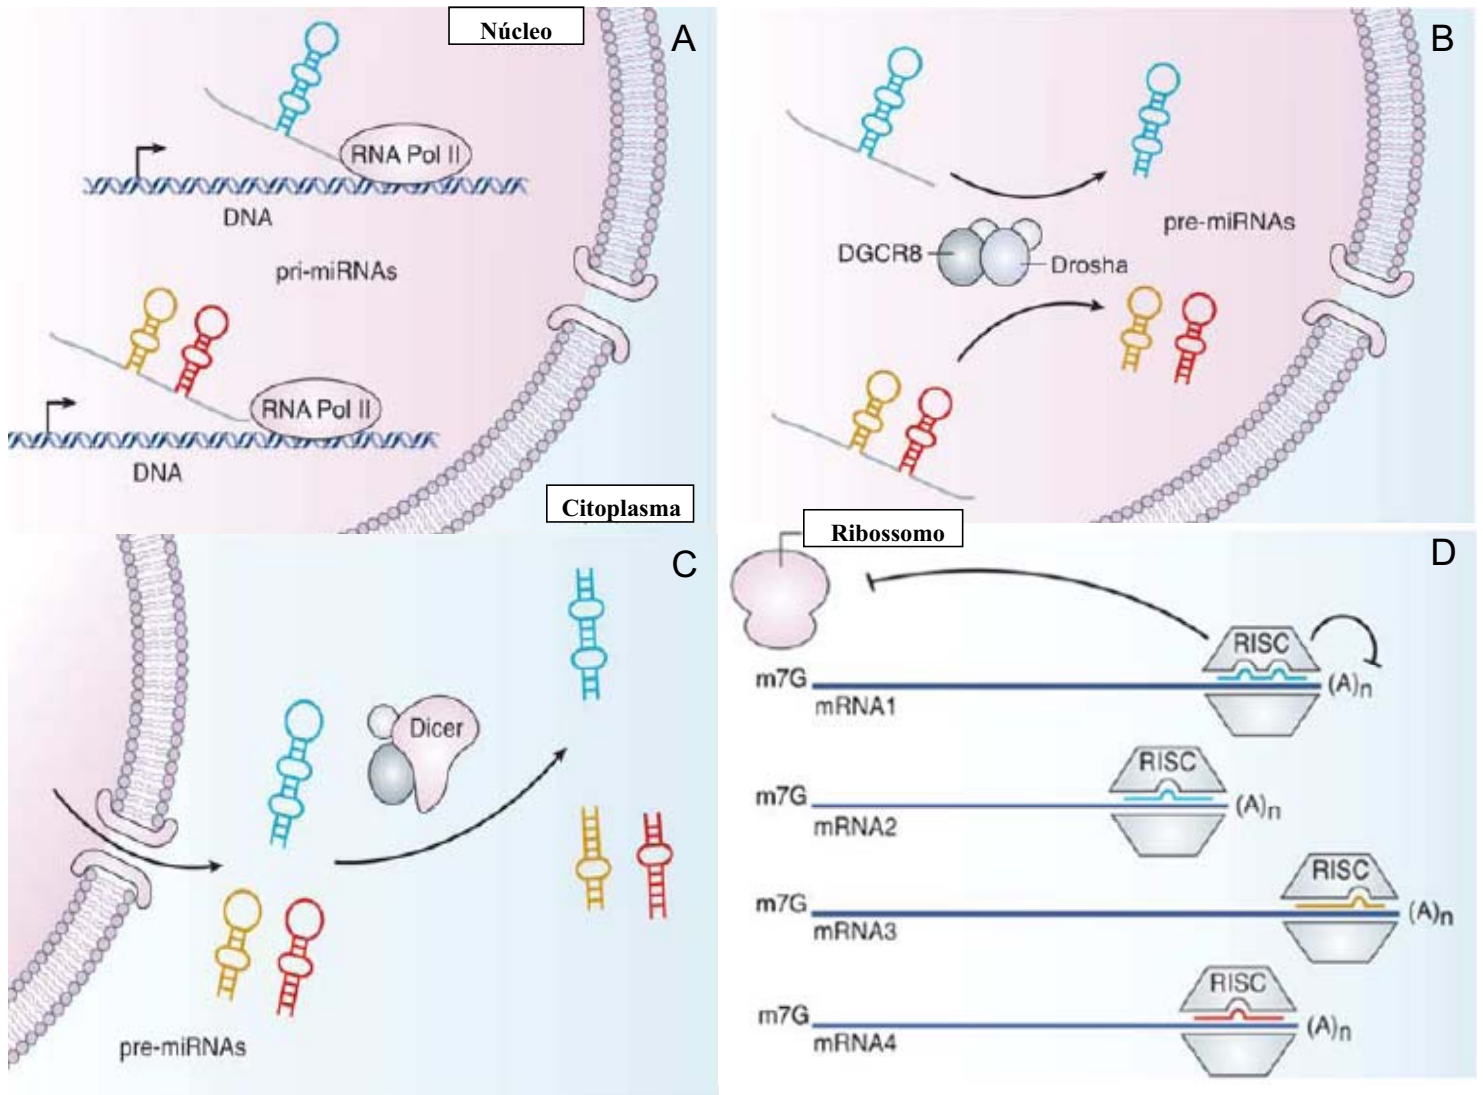 Núcleo
A
RNA Pol II
DNA
pri-miRNAs
RNA Pol II
DNA
Citoplasma
B
pre-miRNAs
DGCR8
Drosha
C
Dicer
pre-miRNAs
Ribossomo
D
RISC
m7G
(A)n
mRNA1
RISC
m7G
(A)n
mRNA2
RISC
m7G
(A)n
mRNA3
RISC
m7G
(A)n
mRNA4